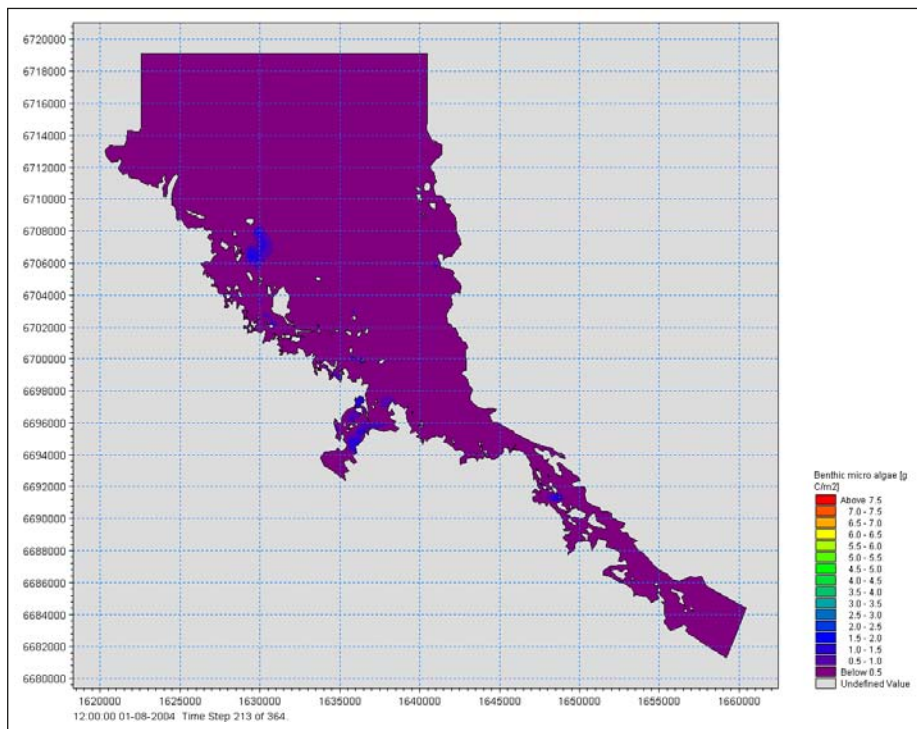 6720000
6718000
6716000
6714000
6712000
6710000
6708000
6706000
6704000
6702000
6700000
6698000
6696000
6694000
6692000
6690000
6688000
6686000
6684000
6682000
6680000
1620000 1625000 1630000 1635000 1640000 1645000 1650000 1655000 1660000
12:00:00 01-08-2004 Time Step 213 of 364.
Benthic micro algae [g
C/m2]
Above 7.5
7.0 - 7.5
6.5 - 7.0
6.0 - 6.5
5.5 - 6.0
5.0 - 5.5
4.5 - 5.0
4.0 - 4.5
3.5 - 4.0
3.0 - 3.5
2.5 - 3.0
2.0 - 2.5
1.5 - 2.0
1.0 - 1.5
0.5 - 1.0
Below 0.5
Undefined Value